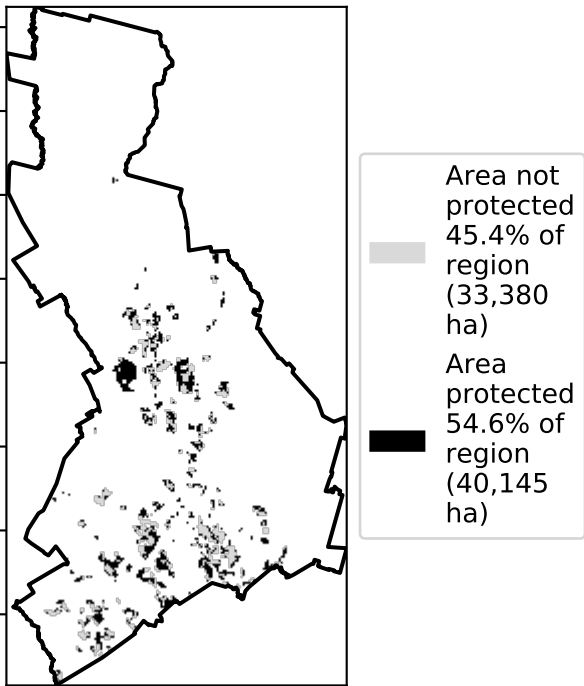 Area not
protected
45.4% of
region
(33,380
ha)
Area
protected
54.6% of
region
(40,145
ha)